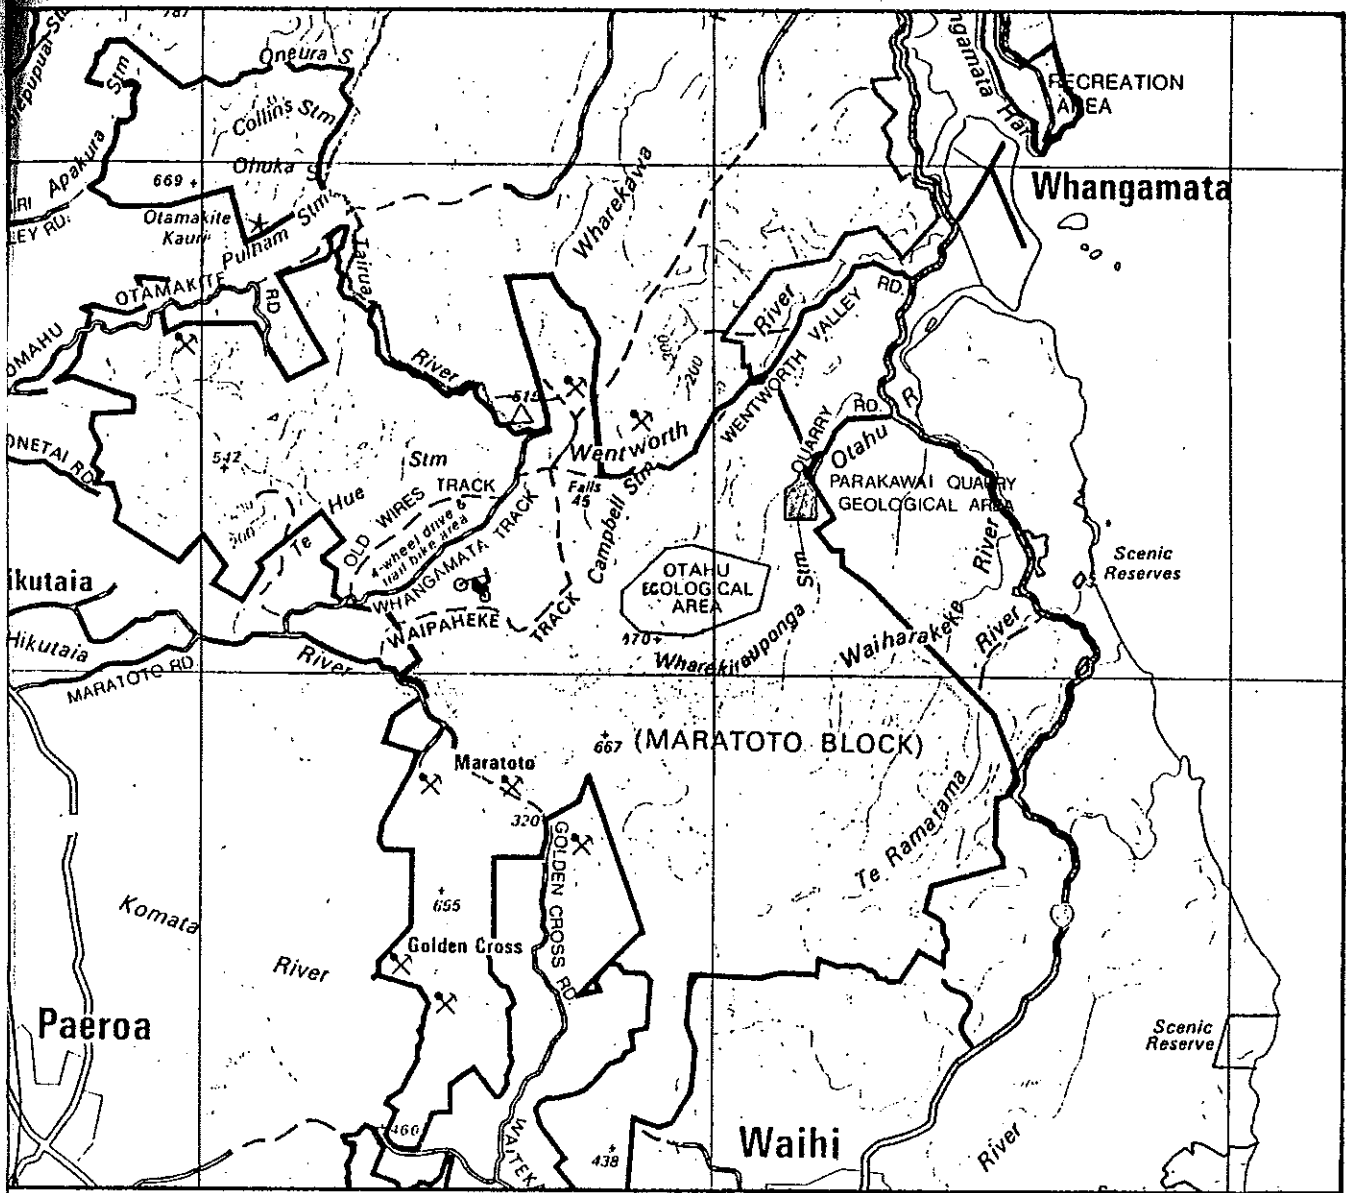 787
Oneura S
Stm
Collins Stm
Apakura
Ohuka S
669
Otamakite
Kauri
Pulham Stm
Tairua
OTAMAKITE
RD
OMAHU
River
Wharekawa
RECREATION
AREA
Whangamata
River
RD.
WENTWORTH VALLEY
300
200
519
Wentworth
QUARRY
RD.
R
Otahu
PARAKAWAI QUARRY
GEOLOGICAL AREA
542
Stm
Te Hue
OLD WIRES TRACK
4-wheel drive &
trail bike area
WHANGAMATA TRACK
Falls
45
Campbell Stm
WAIPAHEKE
TRACK
OTAHU
ECOLOGICAL
AREA
470
Wharekirauponga
Stm
Waiharakeke
River
River
Scenic
Reserves
ikutaia
Hikutaia
River
MARATOTO RD
667
(MARATOTO BLOCK)
Maratoto
320
GOLDEN CROSS RD.
655
Golden Cross
Te Ramarama
Komata
River
Paeroa
Scenic
Reserve
460
438
Waihi
River